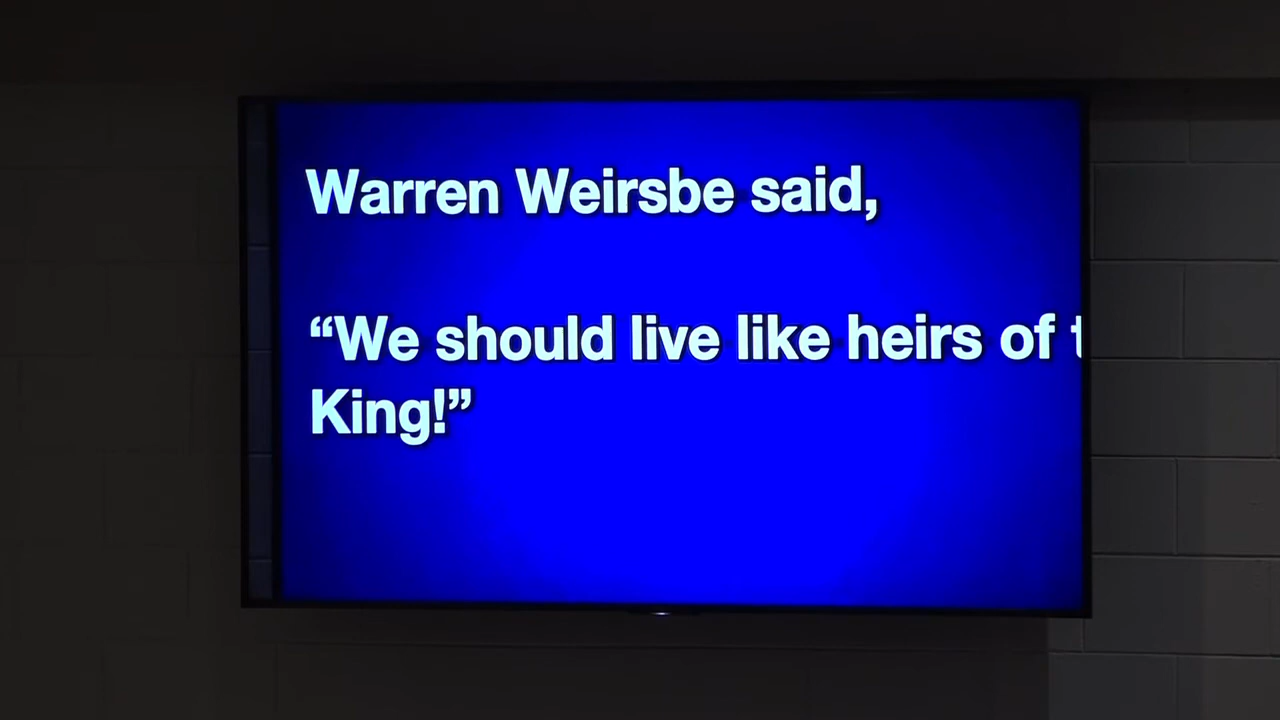 Warren Weirsbe said,
“We should live like heirs of
King!”